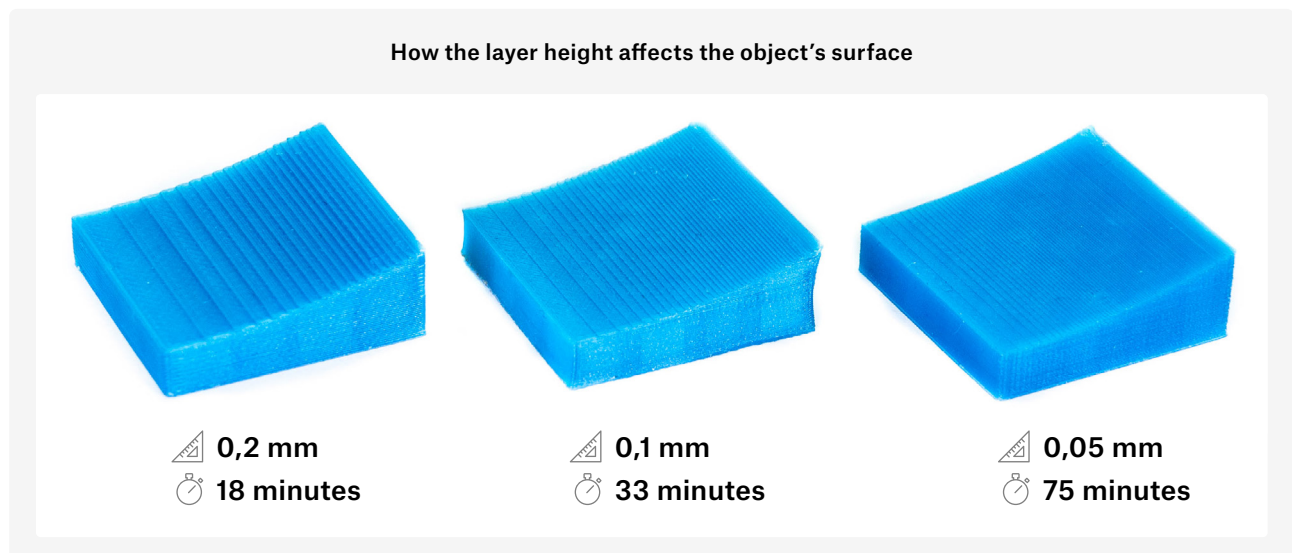 How the layer height affects the object’s surface
0,2 mm
18 minutes
0,1 mm
33 minutes
0,05 mm
75 minutes